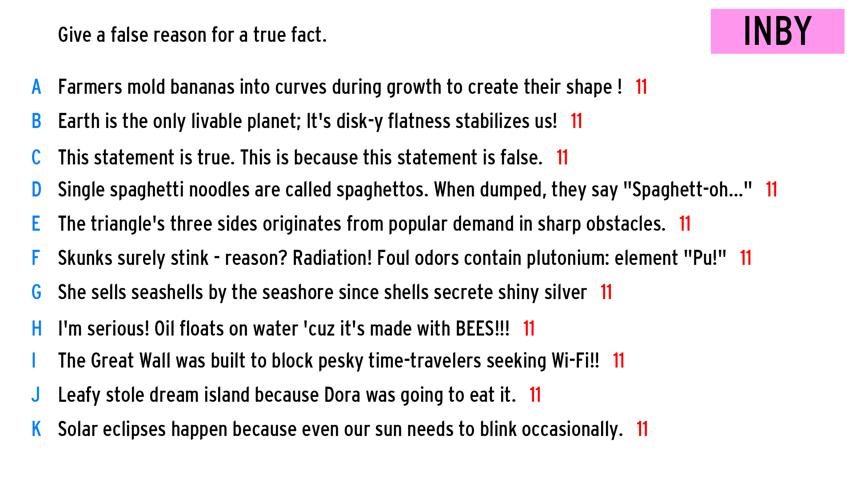 Give a false reason for a true fact.
INBY
A Farmers mold bananas into curves during growth to create their shape ! 11
B Earth is the only livable planet; It's disk-y flatness stabilizes us! 11
C This statement is true. This is because this statement is false. 11
D Single spaghetti noodles are called spaghettos. When dumped, they say "Spaghett-oh..." 11
E The triangle's three sides originates from popular demand in sharp obstacles. 11
F Skunks surely stink - reason? Radiation! Foul odors contain plutonium: element "Pu!" 11
G She sells seashells by the seashore since shells secrete shiny silver 11
H I'm serious! Oil floats on water 'cuz it's made with BEES!!! 11
I The Great Wall was built to block pesky time-travelers seeking Wi-Fi!! 11
J Leafy stole dream island because Dora was going to eat it. 11
K Solar eclipses happen because even our sun needs to blink occasionally. 11